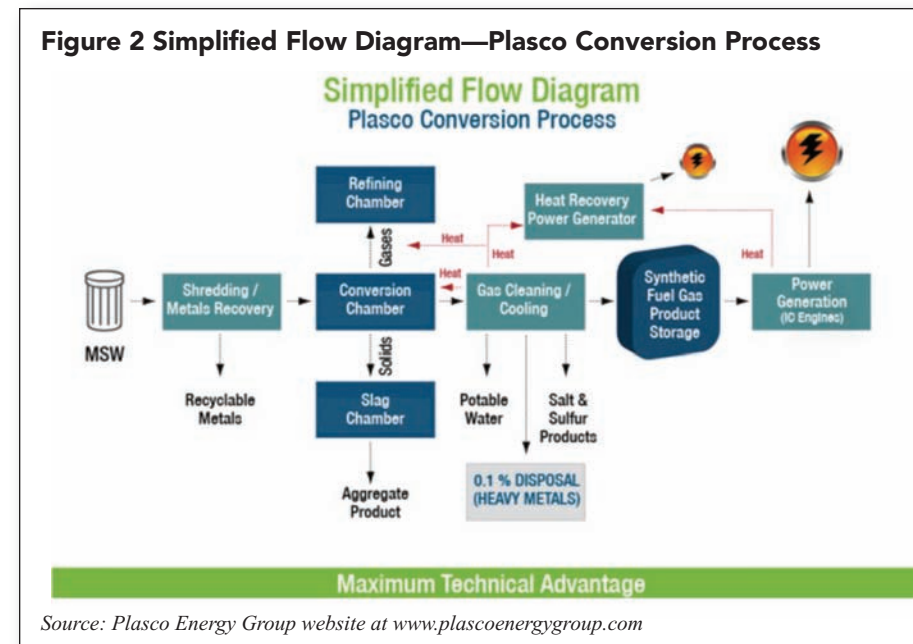 Figure 2 Simplified Flow Diagram—Plasco Conversion Process
Simplified Flow Diagram
Plasco Conversion Process
Refining
Chamber
Heat Recovery
Power Generator
Gases
Heat
Heat
Heat
Heat
MSW
Shredding /
Metals Recovery
Conversion
Chamber
Gas Cleaning /
Cooling
Synthetic
Fuel Gas
Product
Storage
Power
Generation
(IC Engines)
Solids
Recyclable
Metals
Slag
Chamber
Potable
Water
Salt &
Sulfur
Products
Aggregate
Product
0.1 % DISPOSAL
(HEAVY METALS)
Maximum Technical Advantage
Source: Plasco Energy Group website at www.plascoenergygroup.com